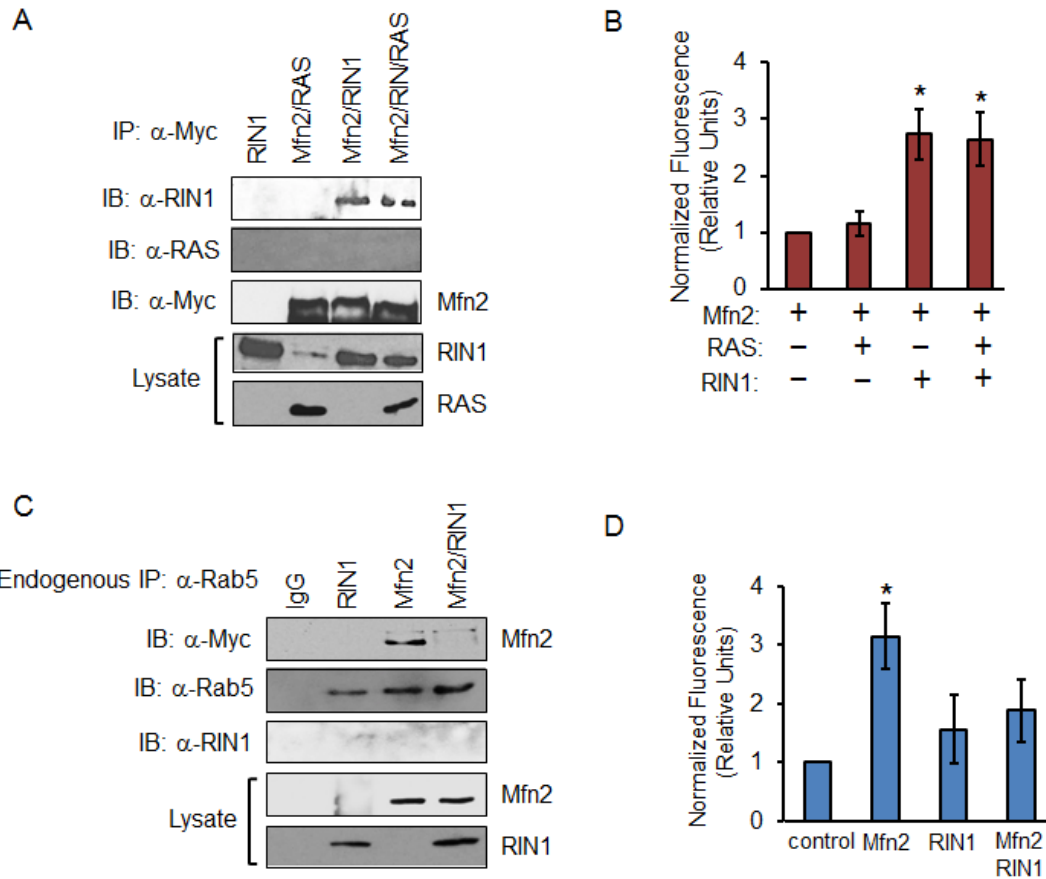 A
IP: α-Myc
RIN1
Mfn2/RAS
Mfn2/RIN1
Mfn2/RIN/RAS
IB: α-RIN1
IB: α-RAS
IB: α-Myc
Mfn2
Lysate
RIN1
RAS
B
Normalized Fluorescence
(Relative Units)
4
3
2
1
0
*
*
Mfn2: + + + +
RAS: − + − +
RIN1: − − + +
C
Endogenous IP: α-Rab5
IgG
RIN1
Mfn2
Mfn2/RIN1
IB: α-Myc
Mfn2
IB: α-Rab5
IB: α-RIN1
Lysate
Mfn2
RIN1
D
Normalized Fluorescence
(Relative Units)
4
3
2
1
0
*
control Mfn2 RIN1 Mfn2
RIN1